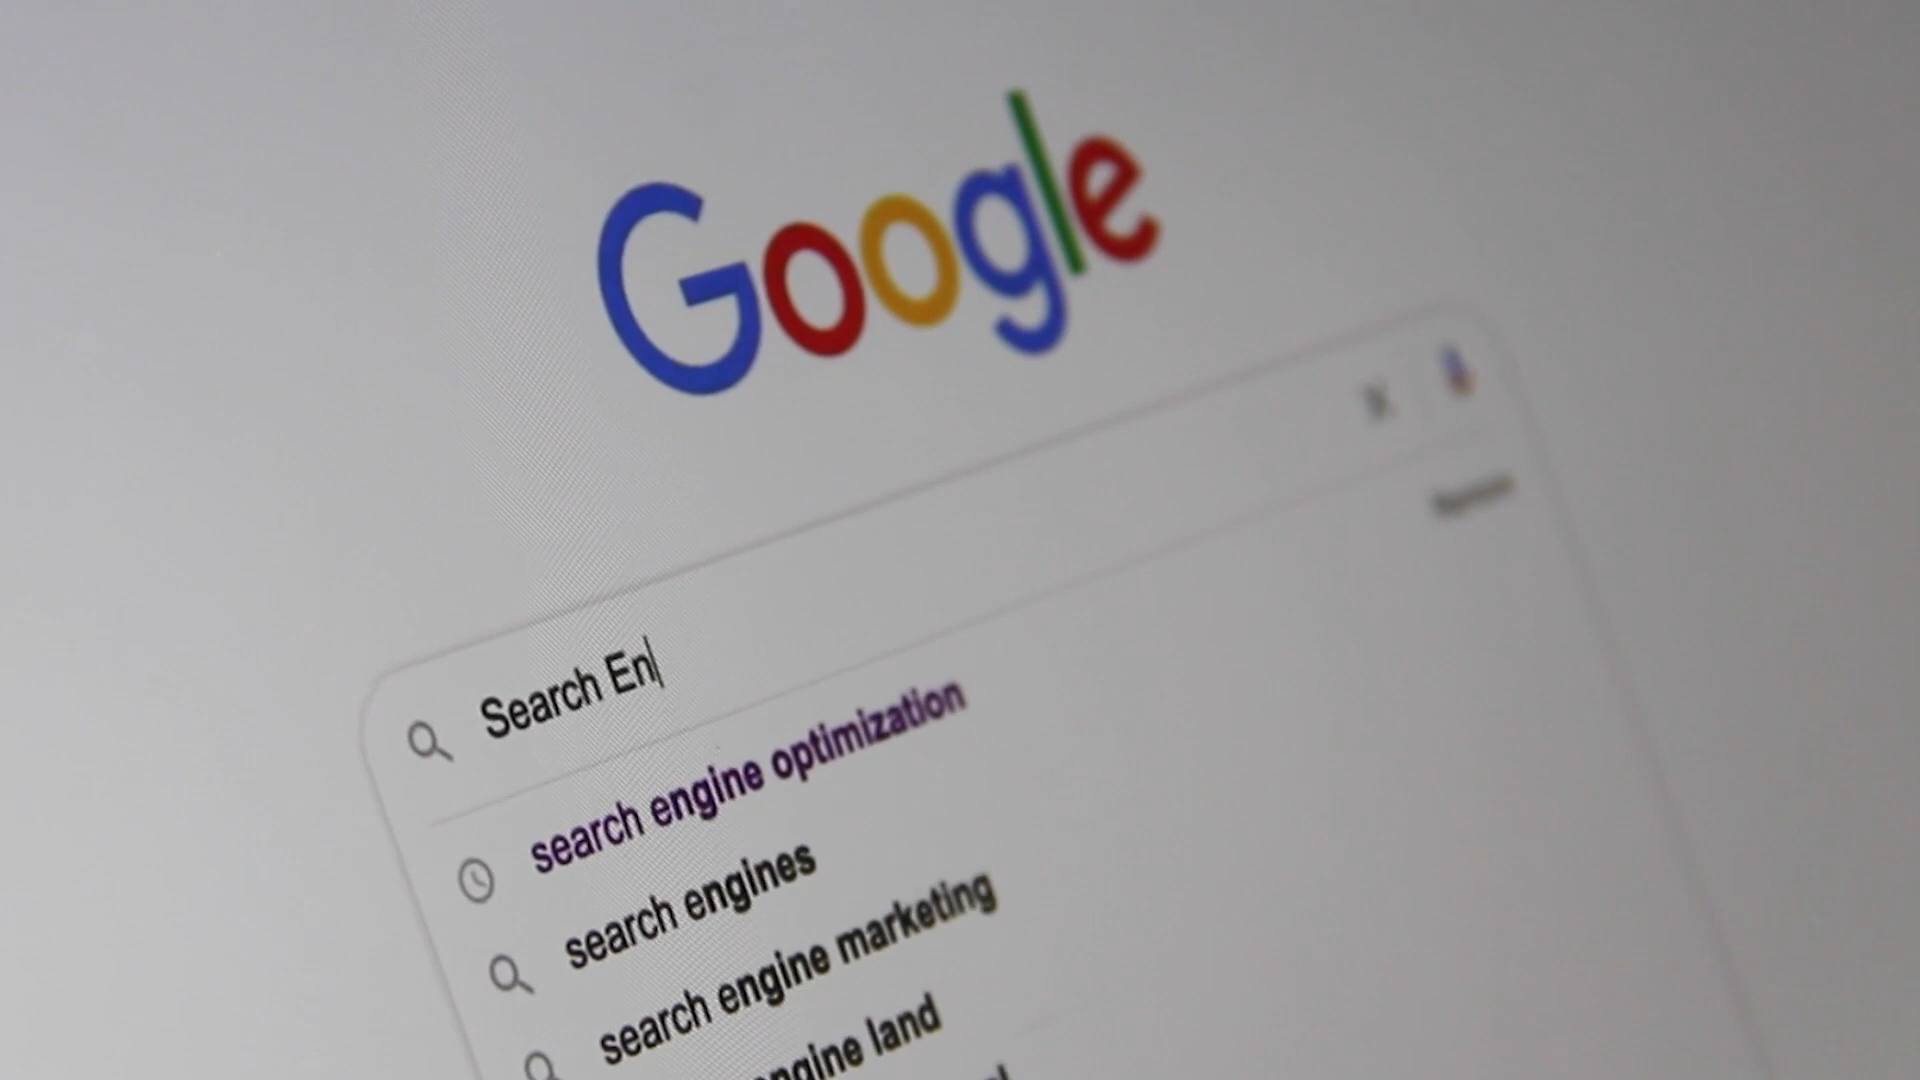 Google
Search En
search engine optimization
search engines
search engine marketing
engine land